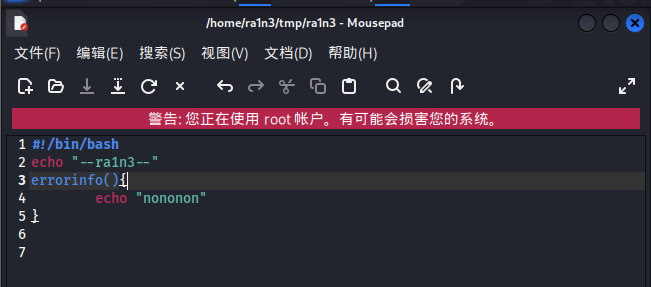 /home/ra1n3/tmp/ra1n3 - Mousepad
文件(F) 编辑(E) 搜索(S) 视图(V) 文档(D) 帮助(H)
警告: 您正在使用 root 帐户。有可能会损害您的系统。
1 #!/bin/bash
2 echo "--ra1n3--"
3 errorinfo(){
4 echo "nononon"
5 }
6
7